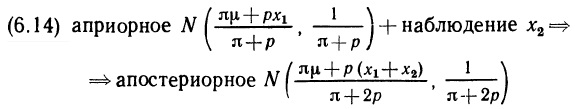 (6.14) априорное N((πμ+px₁)/(π+p), 1/(π+p)) + наблюдение x₂ ⇒
⇒ апостериорное N((πμ+p(x₁+x₂))/(π+2p), 1/(π+2p))